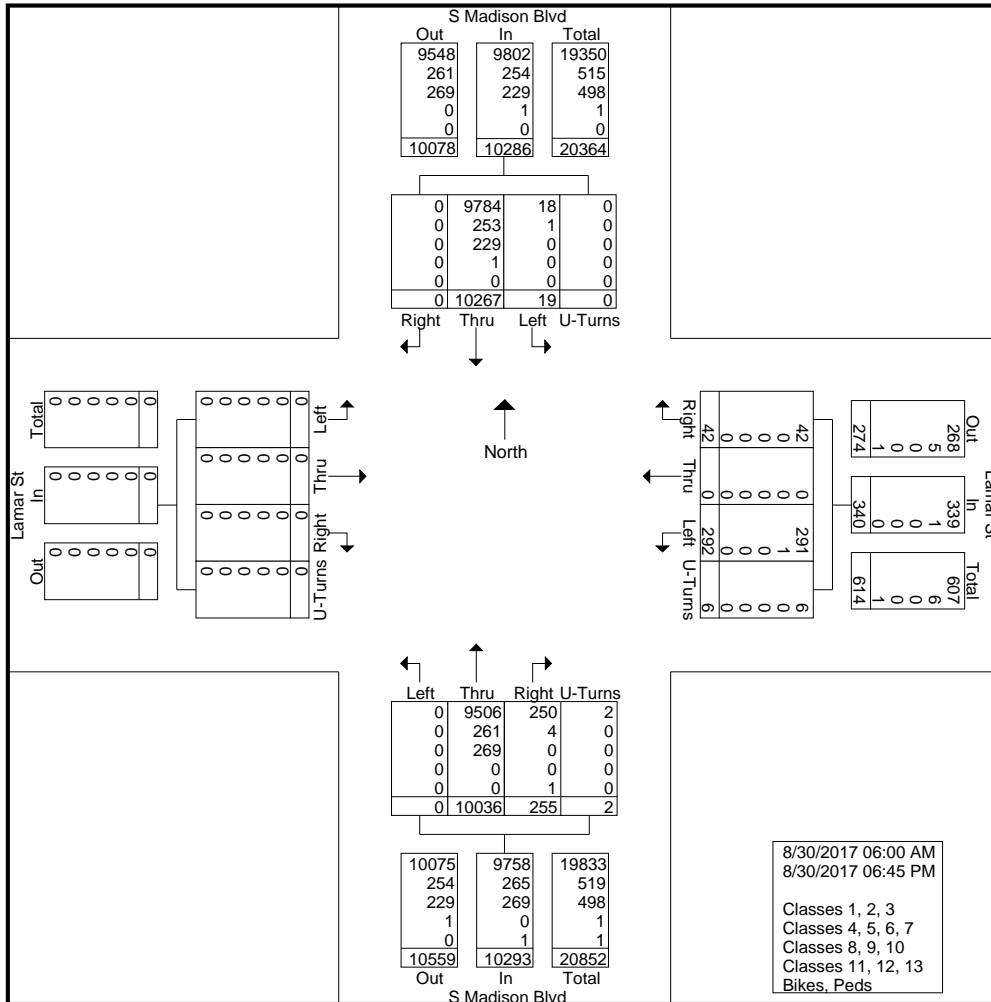 S Madison Blvd
Out In Total
9548 9802 19350
261 254 515
269 229 498
0 1 1
0 0 0
10078 10286 20364
0 9784 18 0
0 253 1 0
0 229 0 0
0 1 0 0
0 0 0 0
0 10267 19 0
Right Thru Left U-Turns
Lamar St
Total
0 0 0 0 0 0
In
0 0 0 0 0 0
Out
0 0 0 0 0 0
Left
0 0 0 0 0 0
Thru
0 0 0 0 0 0
Right
0 0 0 0 0 0
U-Turns
0 0 0 0 0 0
North
Right
42 0 0 0 0 42
Thru
0 0 0 0 0 0
Left
291 1 0 0 0 292
U-Turns
6 0 0 0 0 6
Out
268 5 0 0 1 274
In
339 1 0 0 0 340
Total
607 6 0 0 1 614
Lamar St
Left Thru Right U-Turns
0 9506 250 2
0 261 4 0
0 269 0 0
0 0 0 0
0 0 1 0
0 10036 255 2
10075 9758 19833
254 265 519
229 269 498
1 0 1
0 1 1
10559 10293 20852
Out In Total
S Madison Blvd
8/30/2017 06:00 AM
8/30/2017 06:45 PM
Classes 1, 2, 3
Classes 4, 5, 6, 7
Classes 8, 9, 10
Classes 11, 12, 13
Bikes, Peds